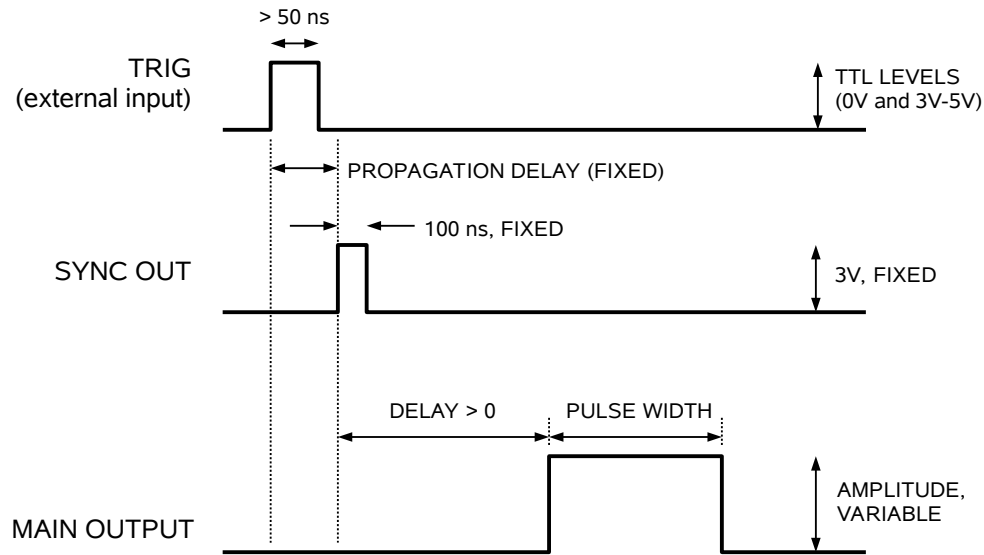 > 50 ns
TRIG
(external input)
TTL LEVELS
(0V and 3V-5V)
PROPAGATION DELAY (FIXED)
100 ns, FIXED
SYNC OUT
3V, FIXED
DELAY > 0
PULSE WIDTH
AMPLITUDE,
VARIABLE
MAIN OUTPUT